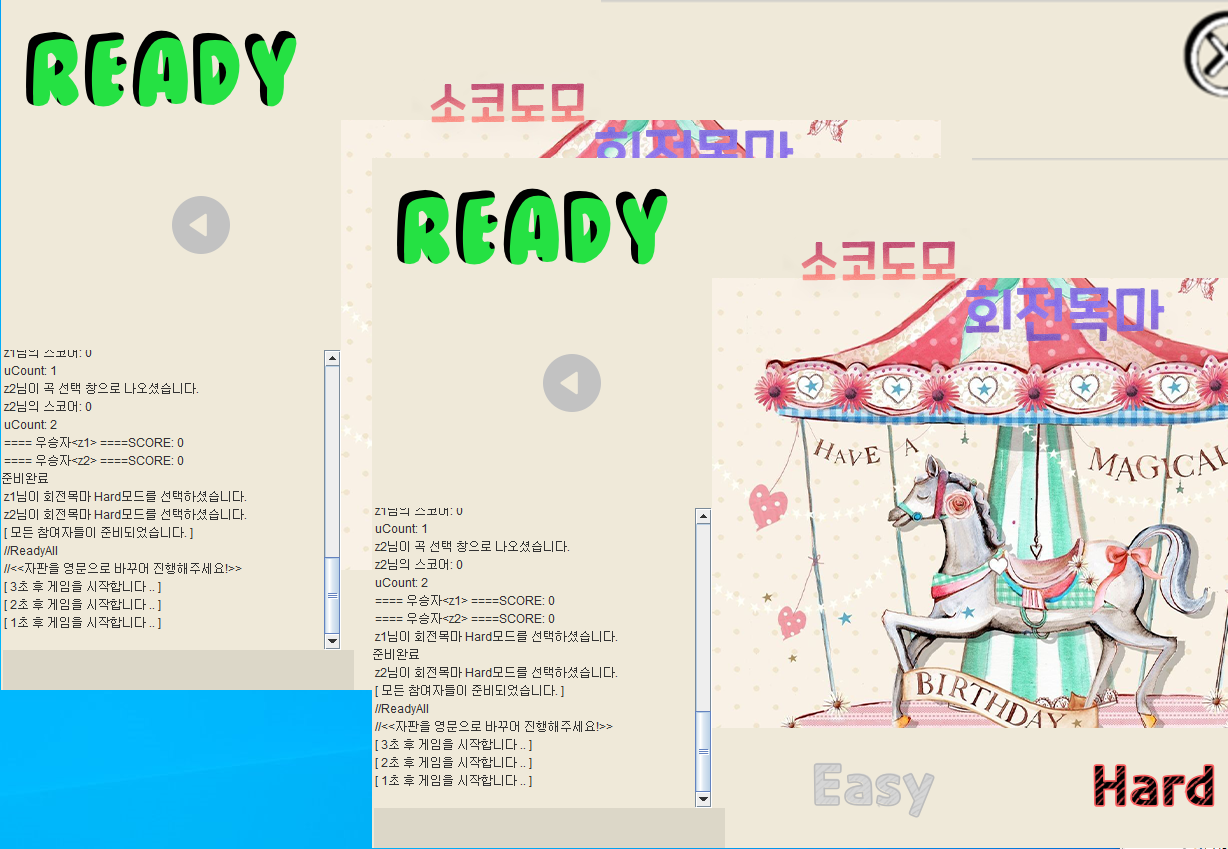 READY
소코도모
회전목마
z1님의 스코어: 0
uCount: 1
z2님이 곡 선택 창으로 나오셨습니다.
z2님의 스코어: 0
uCount: 2
==== 우승자<z1> ====SCORE: 0
==== 우승자<z2> ====SCORE: 0
준비완료
z1님이 회전목마 Hard모드를 선택하셨습니다.
z2님이 회전목마 Hard모드를 선택하셨습니다.
[ 모든 참여자들이 준비되었습니다. ]
//ReadyAll
//<<자판을 영문으로 바꾸어 진행해주세요!>>
[ 3초 후 게임을 시작합니다 .. ]
[ 2초 후 게임을 시작합니다 .. ]
[ 1초 후 게임을 시작합니다 .. ]
READY
소코도모
회전목마
HAVE A
MAGICAL
BIRTHDAY
z1님의 스코어: 0
uCount: 1
z2님이 곡 선택 창으로 나오셨습니다.
z2님의 스코어: 0
uCount: 2
==== 우승자<z1> ====SCORE: 0
==== 우승자<z2> ====SCORE: 0
z1님이 회전목마 Hard모드를 선택하셨습니다.
준비완료
z2님이 회전목마 Hard모드를 선택하셨습니다.
[ 모든 참여자들이 준비되었습니다. ]
//ReadyAll
//<<자판을 영문으로 바꾸어 진행해주세요!>>
[ 3초 후 게임을 시작합니다 .. ]
[ 2초 후 게임을 시작합니다 .. ]
[ 1초 후 게임을 시작합니다 .. ]
Easy
Hard